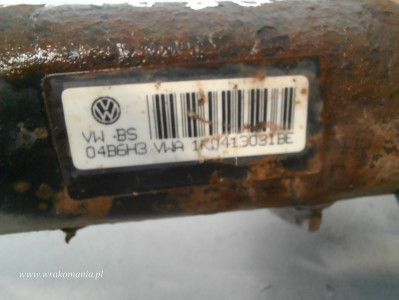 VW .BS
04B6H3 VWA 1K0413031BE
www.wrakomania.pl